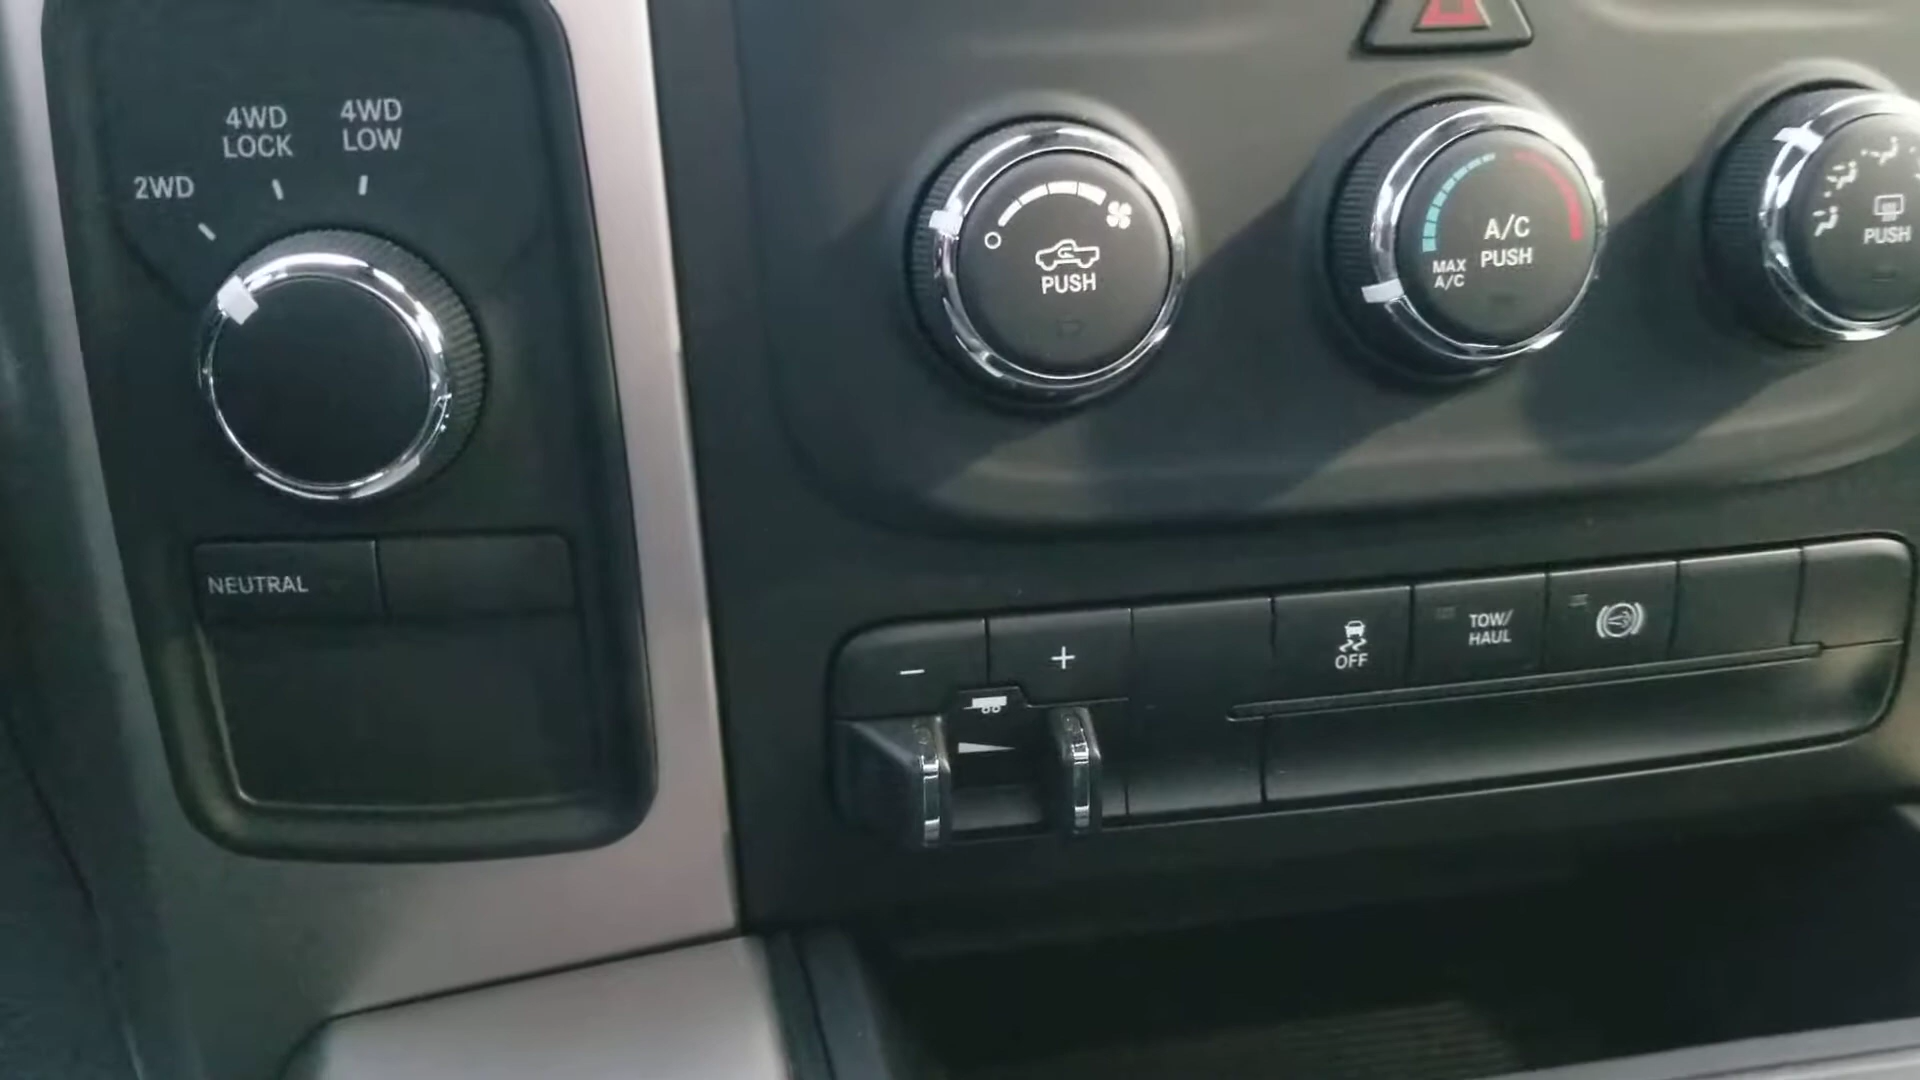 4WD
LOCK
4WD
LOW
2WD
PUSH
A/C
PUSH
MAX
A/C
PUSH
NEUTRAL
−
+
OFF
TOW/
HAUL